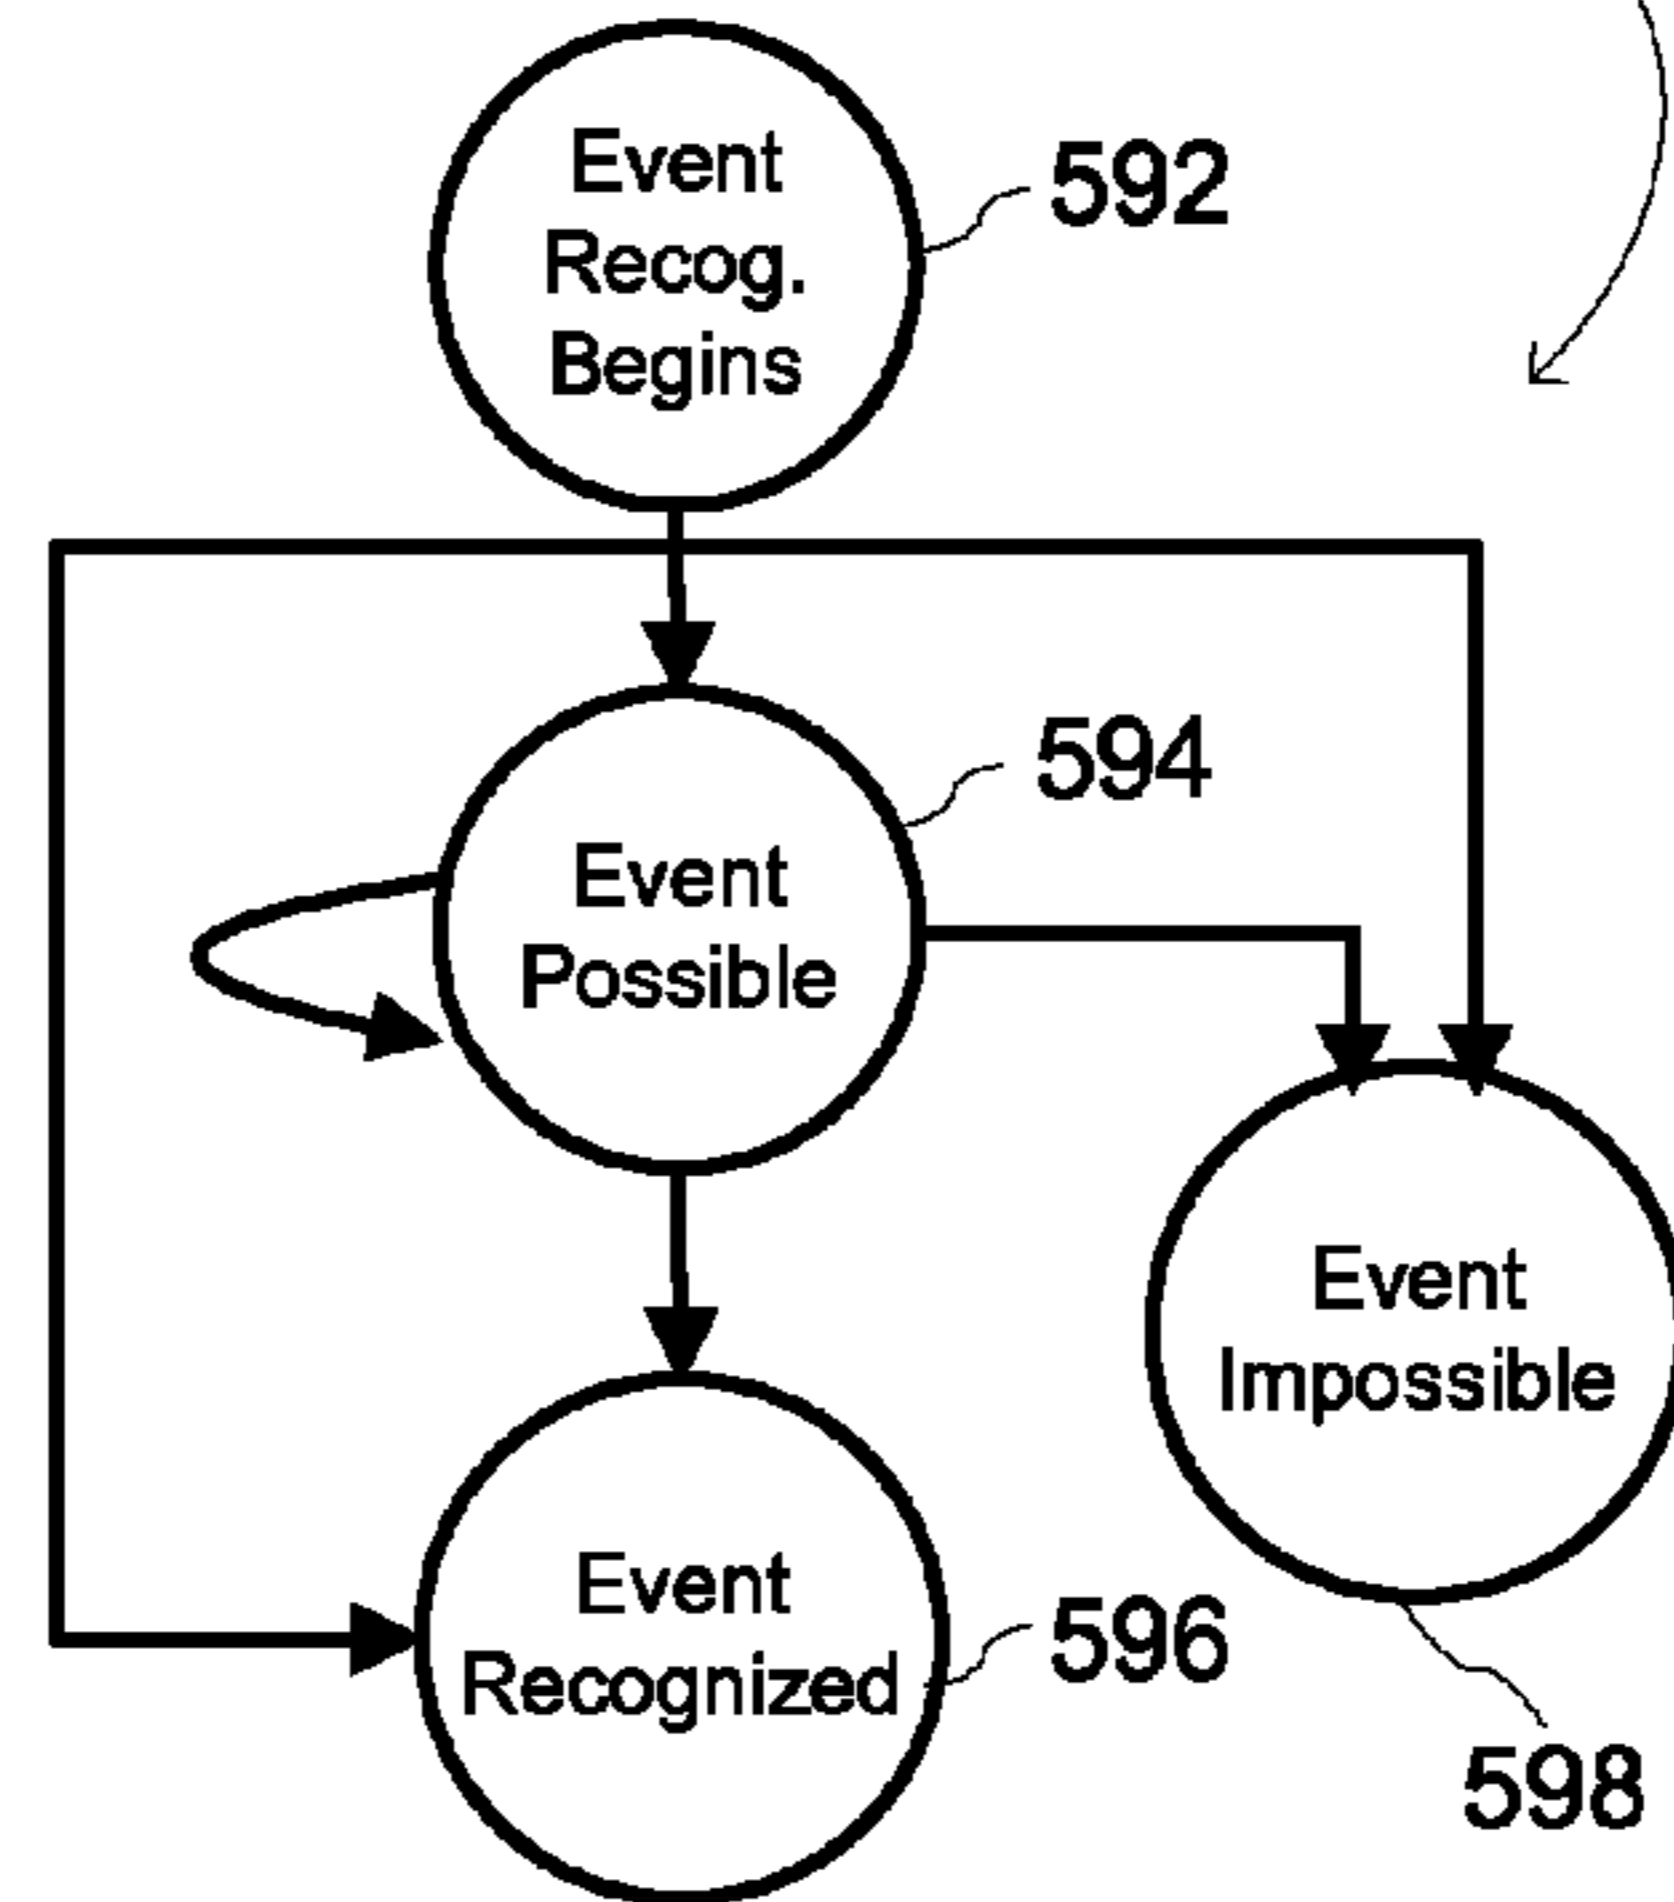 Event
Recog.
Begins
592
594
Event
Possible
Event
Impossible
Event
Recognized
596
598